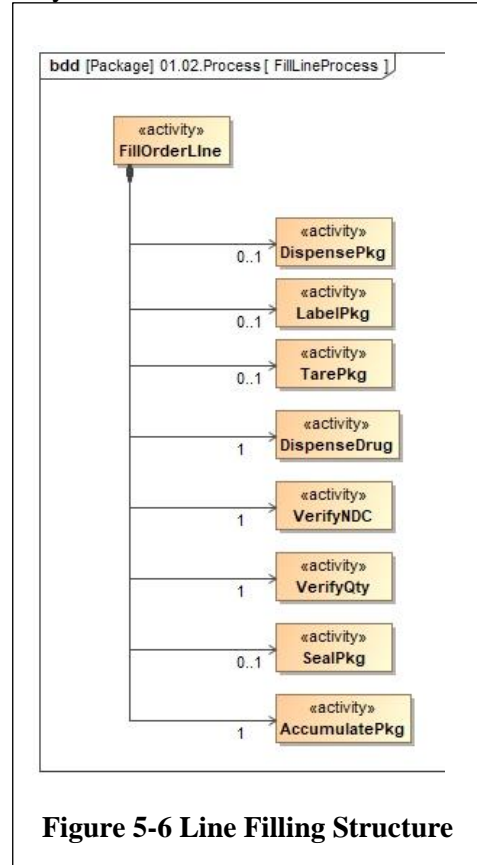 bdd [Package] 01.02.Process [ FillLineProcess ]
«activity»
FillOrderLIne
«activity»
DispensePkg
0..1
«activity»
LabelPkg
0..1
«activity»
TarePkg
0..1
«activity»
DispenseDrug
1
«activity»
VerifyNDC
1
«activity»
VerifyQty
1
«activity»
SealPkg
0..1
«activity»
AccumulatePkg
1
Figure 5-6 Line Filling Structure